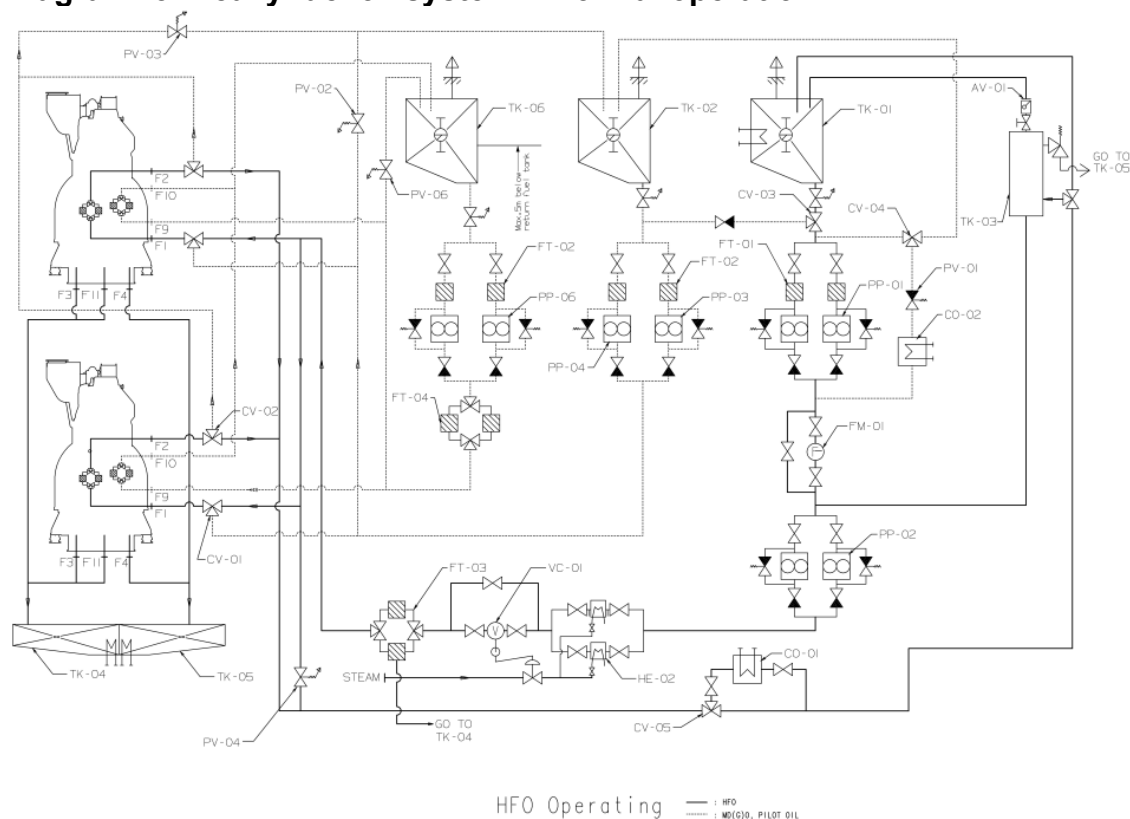 PV-03
PV-02
TK-06
TK-02
TK-01
AV-01
GO TO
TK-05
F2
F10
F9
F1
PV-06
Max.5m below
return fuel tank
CV-03
CV-04
TK-03
F3
F11
F4
FT-02
FT-02
FT-01
PV-01
PP-06
PP-03
PP-01
CO-02
PP-04
CV-02
FT-04
F2
FM-01
F10
F9
F1
PP-02
F3
F11
F4
CV-01
FT-03
VC-01
V
TK-04
TK-05
STEAM
HE-02
CO-01
PV-04
GO TO
TK-04
CV-05
HFO Operating
: HFO
: MD(G)O, PILOT OIL